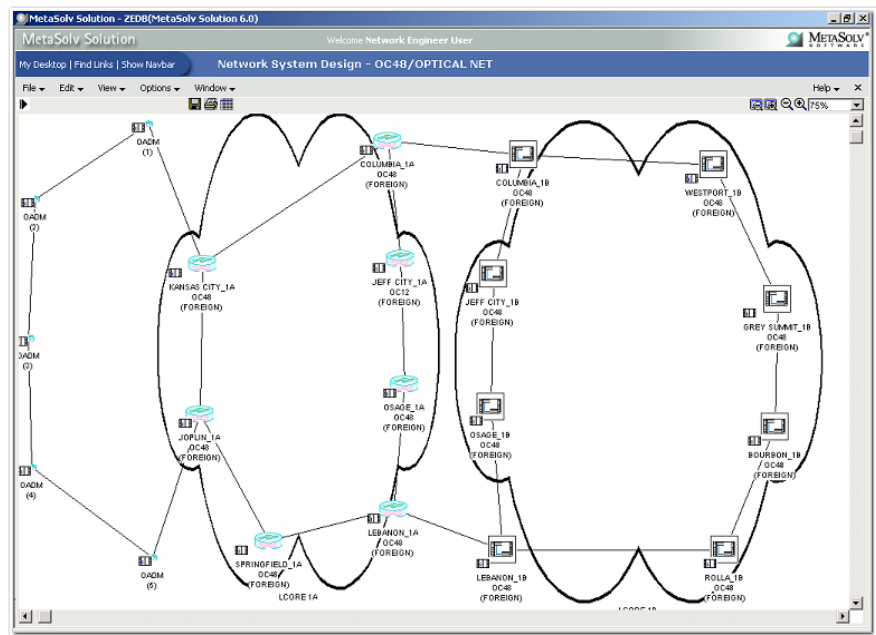 MetaSolv Solution - ZEDB(MetaSolv Solution 6.0)
MetaSolv Solution
Welcome Network Engineer User
METASOLV
SOFTWARE
My Desktop | Find Links | Show Navbar
Network System Design - OC48/OPTICAL NET
File Edit View Options Window Help
75%
OADM
(1)
OADM
(2)
OADM
(3)
OADM
(4)
OADM
(5)
COLUMBIA_1A
OC48
(FOREIGN)
KANSAS CITY_1A
OC48
(FOREIGN)
JEFF CITY_1A
OC12
(FOREIGN)
OSAGE_1A
OC48
(FOREIGN)
JOPLIN_1A
OC48
(FOREIGN)
LEBANON_1A
OC48
(FOREIGN)
SPRINGFIELD_1A
OC48
(FOREIGN)
LCORE 1A
COLUMBIA_1B
OC48
(FOREIGN)
WESTPORT_1B
OC48
(FOREIGN)
JEFF CITY_1B
OC48
(FOREIGN)
GREY SUMMIT_1B
OC48
(FOREIGN)
OSAGE_1B
OC48
(FOREIGN)
BOURBON_1B
OC48
(FOREIGN)
LEBANON_1B
OC48
(FOREIGN)
ROLLA_1B
OC48
(FOREIGN)
LCORE 1B